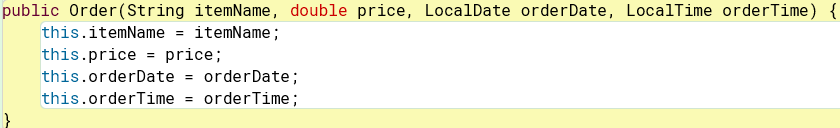 public Order(String itemName, double price, LocalDate orderDate, LocalTime orderTime) {
    this.itemName = itemName;
    this.price = price;
    this.orderDate = orderDate;
    this.orderTime = orderTime;
}